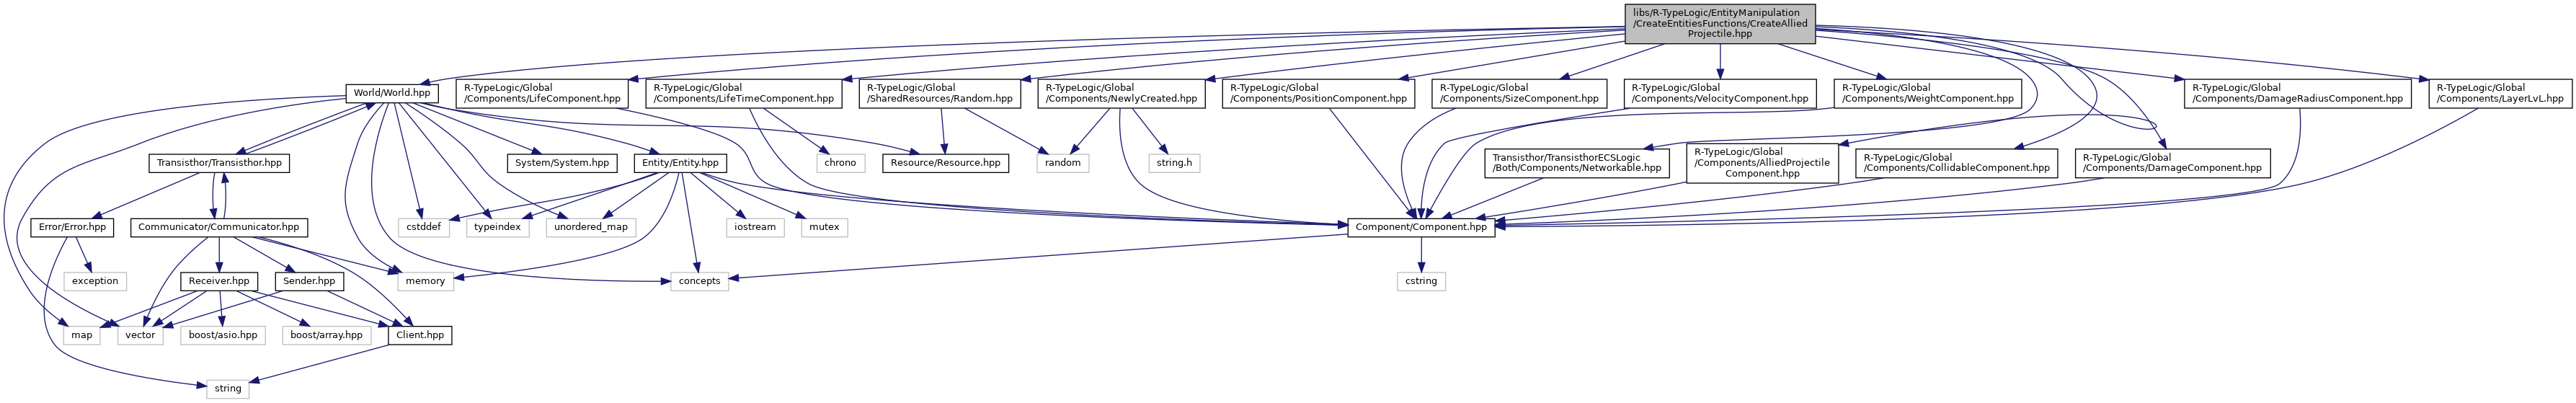 libs/R-TypeLogic/EntityManipulation
/CreateEntitiesFunctions/CreateAllied
Projectile.hpp
World/World.hpp
R-TypeLogic/Global
/Components/LifeComponent.hpp
R-TypeLogic/Global
/Components/LifeTimeComponent.hpp
R-TypeLogic/Global
/SharedResources/Random.hpp
R-TypeLogic/Global
/Components/NewlyCreated.hpp
R-TypeLogic/Global
/Components/PositionComponent.hpp
R-TypeLogic/Global
/Components/SizeComponent.hpp
R-TypeLogic/Global
/Components/VelocityComponent.hpp
R-TypeLogic/Global
/Components/WeightComponent.hpp
R-TypeLogic/Global
/Components/DamageRadiusComponent.hpp
R-TypeLogic/Global
/Components/LayerLvL.hpp
Transisthor/Transisthor.hpp
System/System.hpp
Entity/Entity.hpp
chrono
Resource/Resource.hpp
random
string.h
Transisthor/TransisthorECSLogic
/Both/Components/Networkable.hpp
R-TypeLogic/Global
/Components/AlliedProjectile
Component.hpp
R-TypeLogic/Global
/Components/CollidableComponent.hpp
R-TypeLogic/Global
/Components/DamageComponent.hpp
Error/Error.hpp
Communicator/Communicator.hpp
cstddef
typeindex
unordered_map
iostream
mutex
Component/Component.hpp
exception
Receiver.hpp
Sender.hpp
memory
concepts
cstring
map
vector
boost/asio.hpp
boost/array.hpp
Client.hpp
string